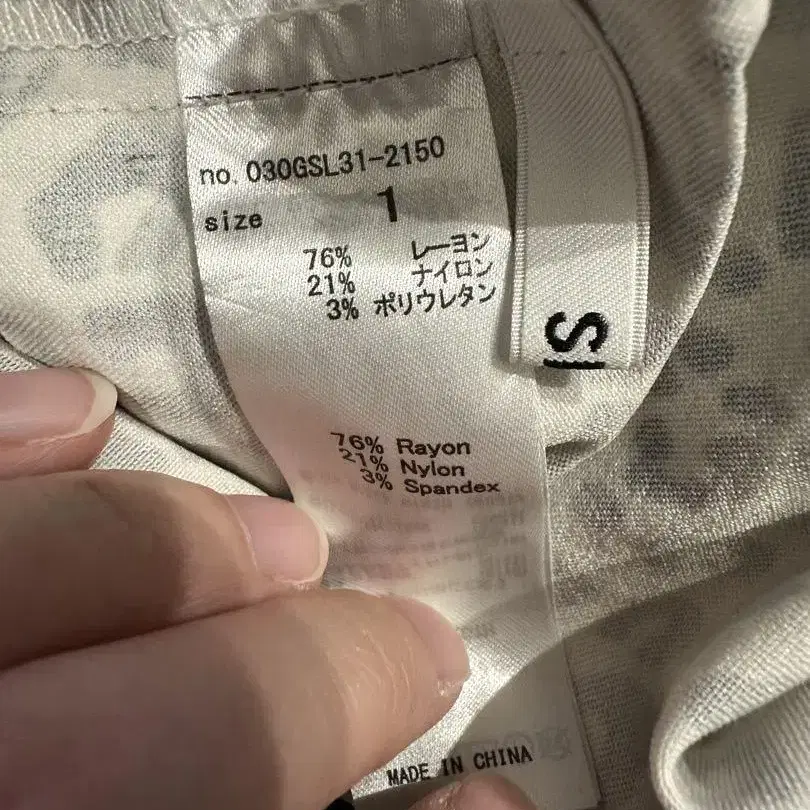 no. 030GSL31-2150
size 1
76% レーヨン
21% ナイロン
3% ポリウレタン
76% Rayon
21% Nylon
3% Spandex
MADE IN CHINA
S